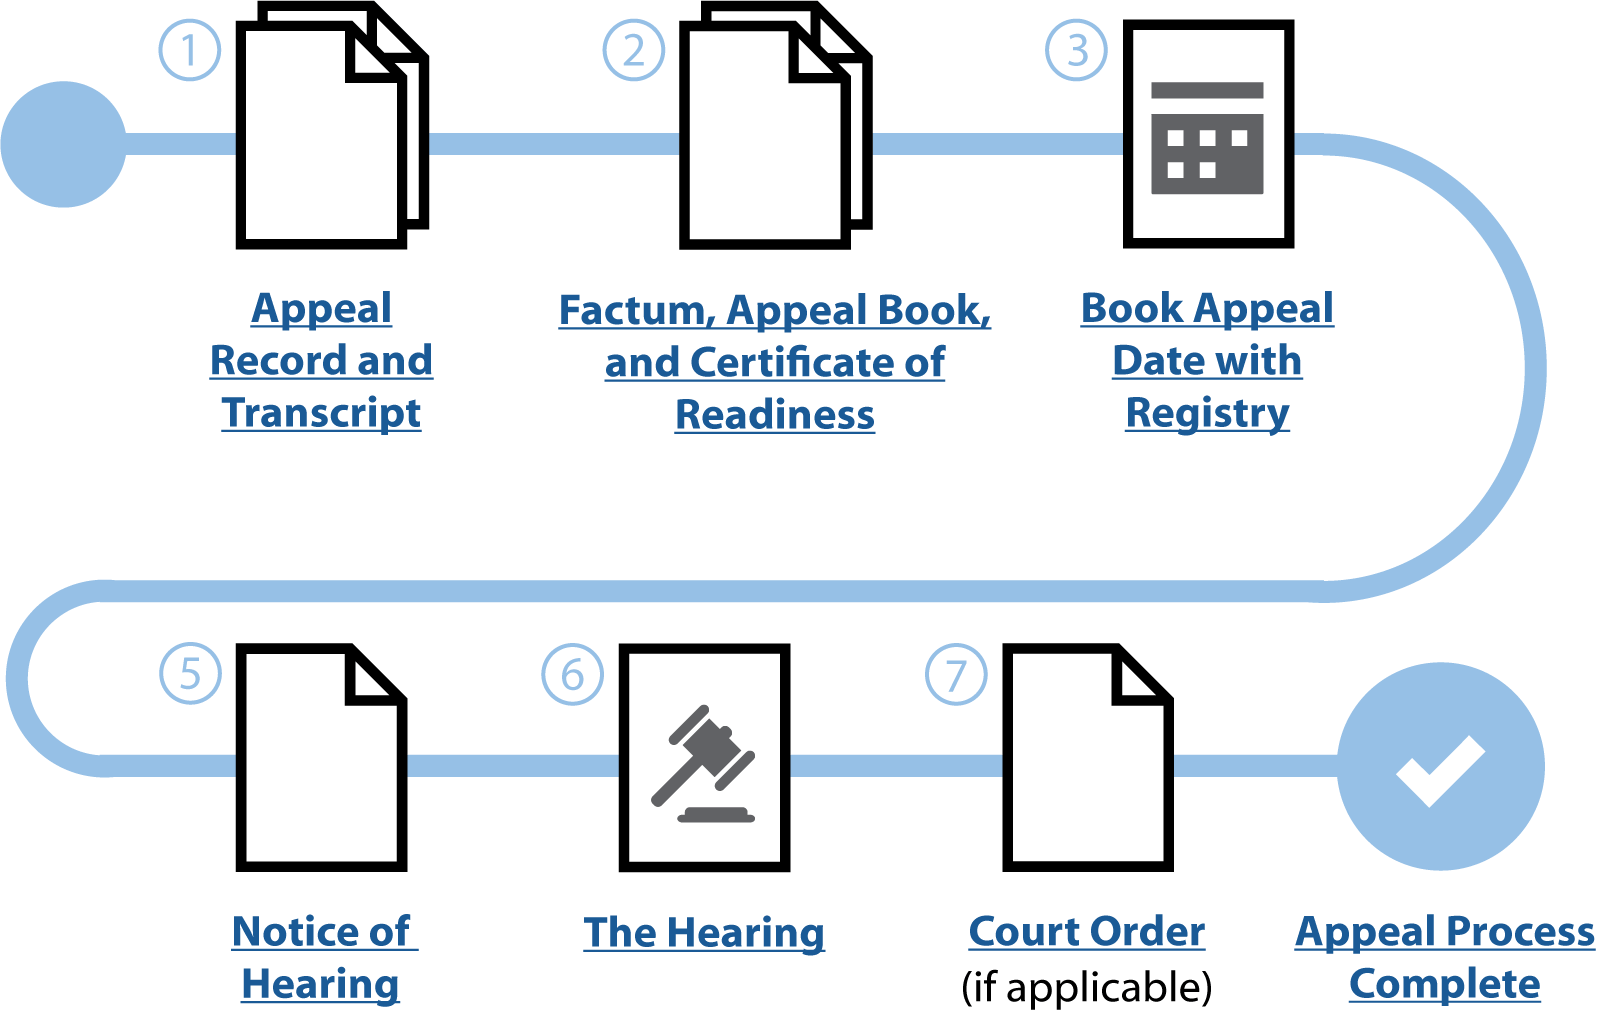 1
Appeal
Record and
Transcript
2
Factum, Appeal Book,
and Certificate of
Readiness
3
Book Appeal
Date with
Registry
5
Notice of
Hearing
6
The Hearing
7
Court Order
(if applicable)
Appeal Process
Complete